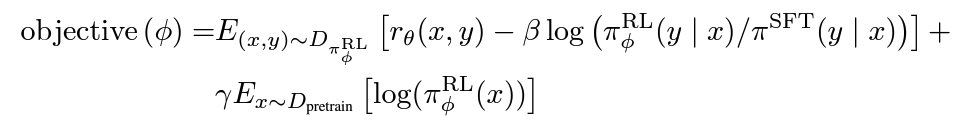 objective (ϕ) = E_{(x,y)∼D_{π_ϕ^{RL}}} [r_θ(x, y) − β log (π_ϕ^{RL}(y | x)/π^{SFT}(y | x))] +
γE_{x∼D_{pretrain}} [log(π_ϕ^{RL}(x))]